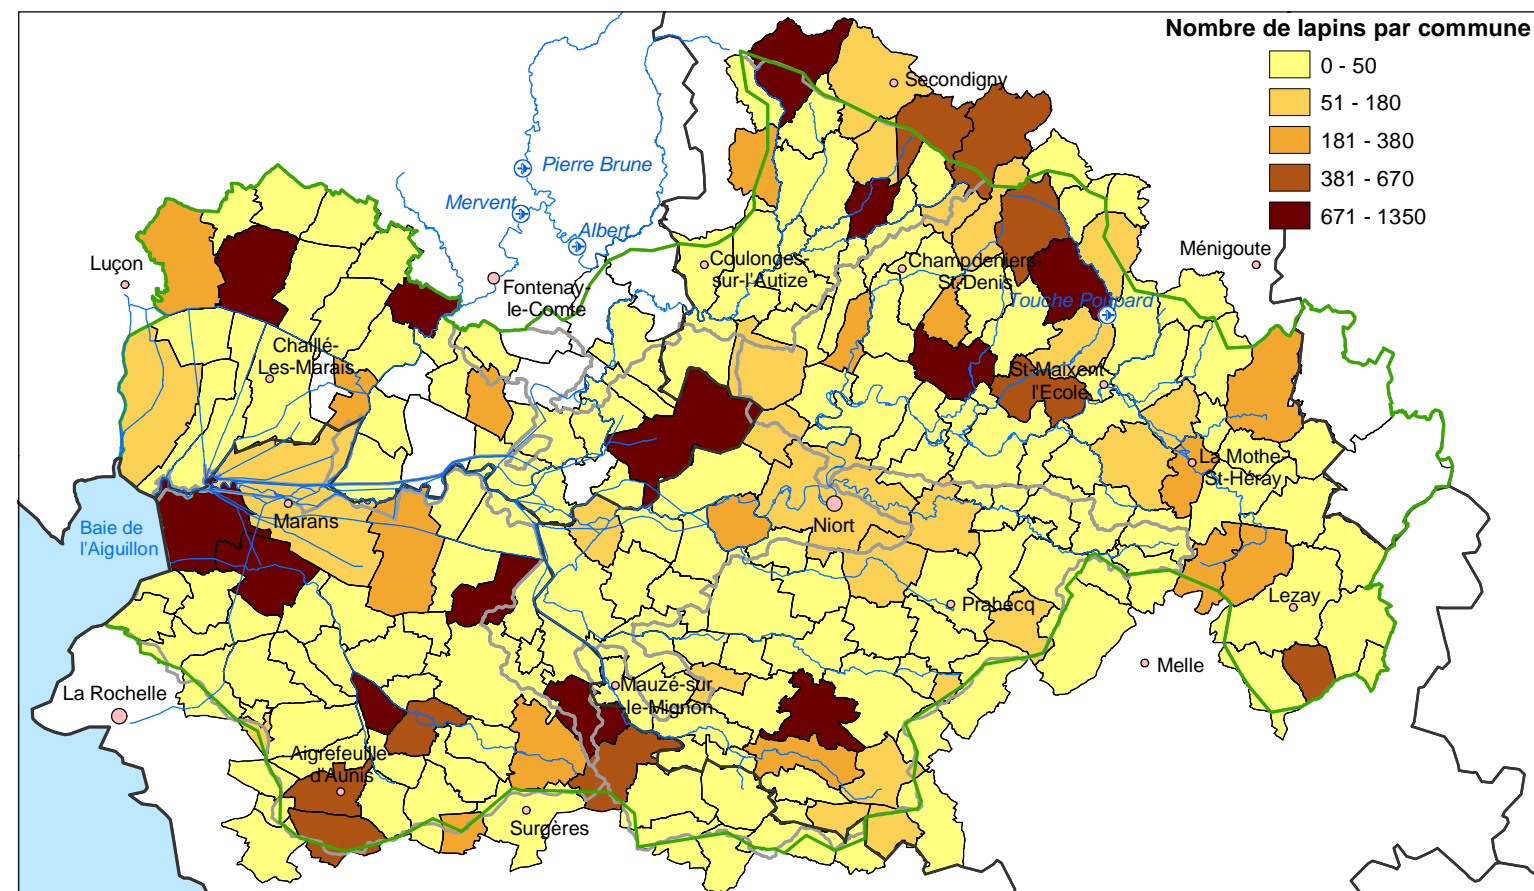 Nombre de lapins par commune
0 - 50
51 - 180
181 - 380
381 - 670
671 - 1350
Secondigny
Pierre Brune
Mervent
Albert
Ménigoute
Luçon
Coulonges-
sur-l'Autize
Champdeniers-
St-Denis
Fontenay-
le-Comte
Touche Poupard
Chaillé-
Les-Marais
St-Maixent-
l'Ecole
La Mothe-
St-Héray
Marans
Niort
Baie de
l'Aiguillon
Prahecq
Lezay
Melle
La Rochelle
Mauzé-sur
le-Mignon
Aigrefeuille-
d'Aunis
Surgères